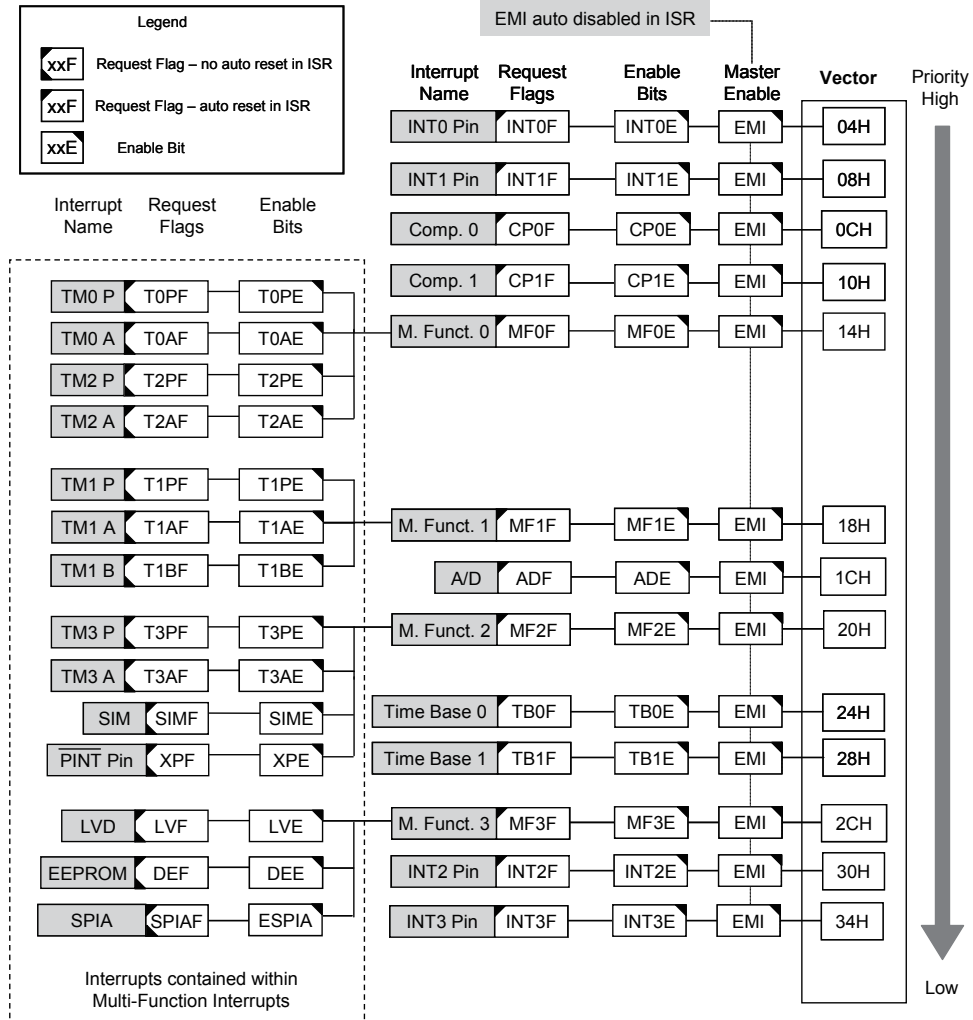 Legend
xxF Request Flag – no auto reset in ISR
xxF Request Flag – auto reset in ISR
xxE Enable Bit
EMI auto disabled in ISR
Interrupt Name Request Flags Enable Bits Master Enable Vector Priority High
INT0 Pin INT0F INT0E EMI 04H
INT1 Pin INT1F INT1E EMI 08H
Comp. 0 CP0F CP0E EMI 0CH
Comp. 1 CP1F CP1E EMI 10H
M. Funct. 0 MF0F MF0E EMI 14H
M. Funct. 1 MF1F MF1E EMI 18H
A/D ADF ADE EMI 1CH
M. Funct. 2 MF2F MF2E EMI 20H
Time Base 0 TB0F TB0E EMI 24H
Time Base 1 TB1F TB1E EMI 28H
M. Funct. 3 MF3F MF3E EMI 2CH
INT2 Pin INT2F INT2E EMI 30H
INT3 Pin INT3F INT3E EMI 34H
Low
Interrupt Name Request Flags Enable Bits
TM0 P T0PF T0PE
TM0 A T0AF T0AE
TM2 P T2PF T2PE
TM2 A T2AF T2AE
TM1 P T1PF T1PE
TM1 A T1AF T1AE
TM1 B T1BF T1BE
TM3 P T3PF T3PE
TM3 A T3AF T3AE
SIM SIMF SIME
PINT Pin XPF XPE
LVD LVF LVE
EEPROM DEF DEE
SPIA SPIAF ESPIA
Interrupts contained within
Multi-Function Interrupts